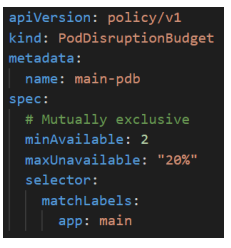 apiVersion: policy/v1
kind: PodDisruptionBudget
metadata:
  name: main-pdb
spec:
  # Mutually exclusive
  minAvailable: 2
  maxUnavailable: "20%"
  selector:
    matchLabels:
      app: main